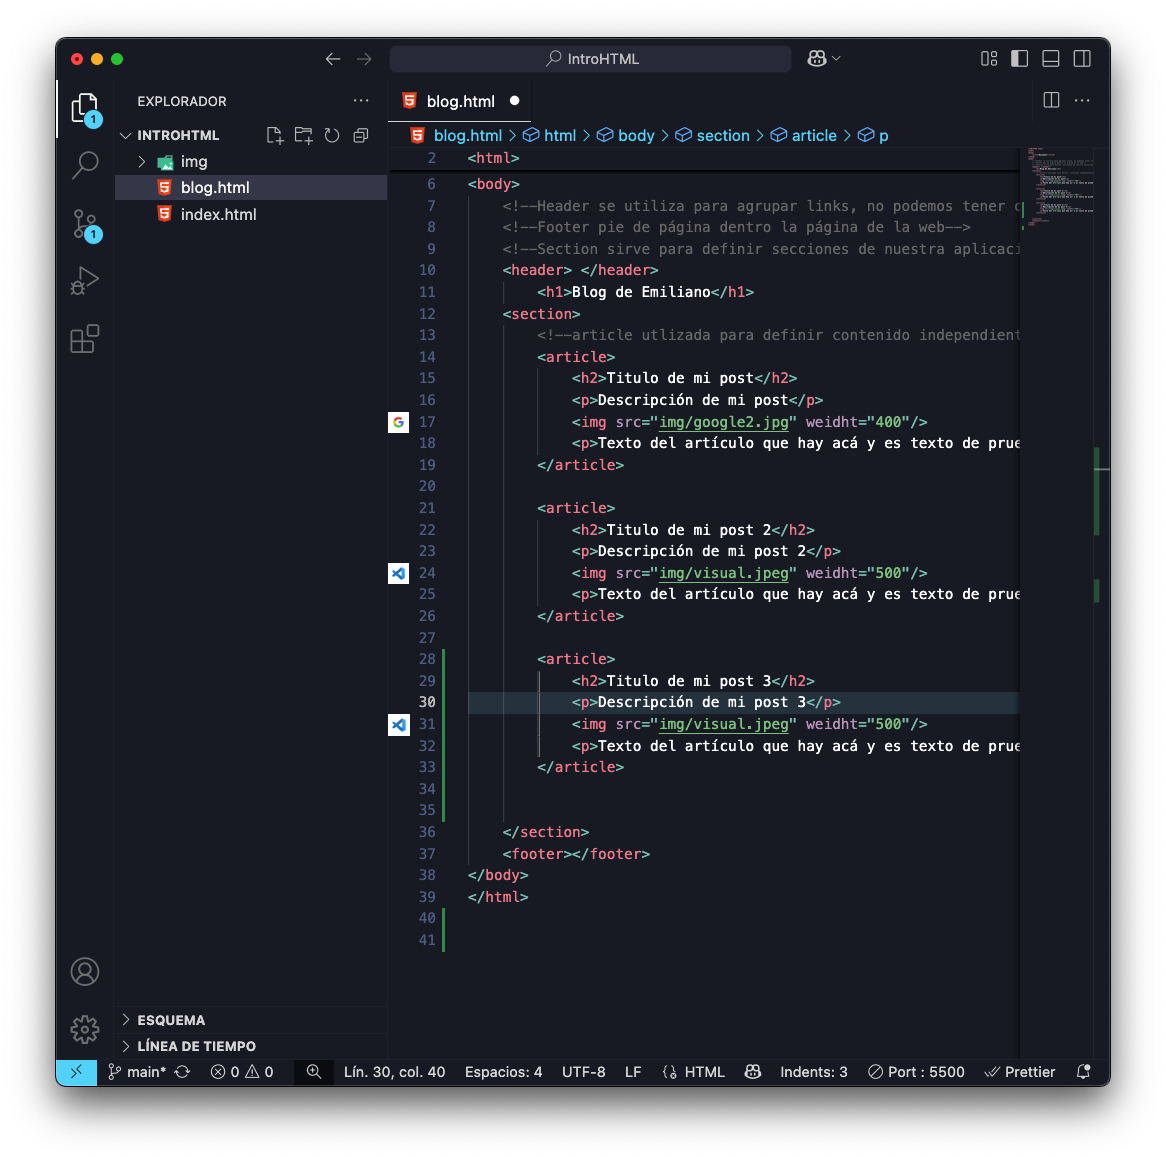 IntroHTML
EXPLORADOR
INTROHTML
img
blog.html
index.html
1
1
ESQUEMA
LÍNEA DE TIEMPO
blog.html
blog.html > html > body > section > article > p
2 <html>
6 <body>
7 <!--Header se utiliza para agrupar links, no podemos tener
8 <!--Footer pie de página dentro la página de la web-->
9 <!--Section sirve para definir secciones de nuestra aplicaci
10 <header> </header>
11 <h1>Blog de Emiliano</h1>
12 <section>
13 <!--article utlizada para definir contenido independient
14 <article>
15 <h2>Titulo de mi post</h2>
16 <p>Descripción de mi post</p>
17 <img src="img/google2.jpg" weidht="400"/>
18 <p>Texto del artículo que hay acá y es texto de prue
19 </article>
20
21 <article>
22 <h2>Titulo de mi post 2</h2>
23 <p>Descripción de mi post 2</p>
24 <img src="img/visual.jpeg" weidht="500"/>
25 <p>Texto del artículo que hay acá y es texto de prue
26 </article>
27
28 <article>
29 <h2>Titulo de mi post 3</h2>
30 <p>Descripción de mi post 3</p>
31 <img src="img/visual.jpeg" weidht="500"/>
32 <p>Texto del artículo que hay acá y es texto de prue
33 </article>
34
35
36 </section>
37 <footer></footer>
38 </body>
39 </html>
40
41
main* 0 0 Lín. 30, col. 40 Espacios: 4 UTF-8 LF HTML Indents: 3 Port : 5500 Prettier